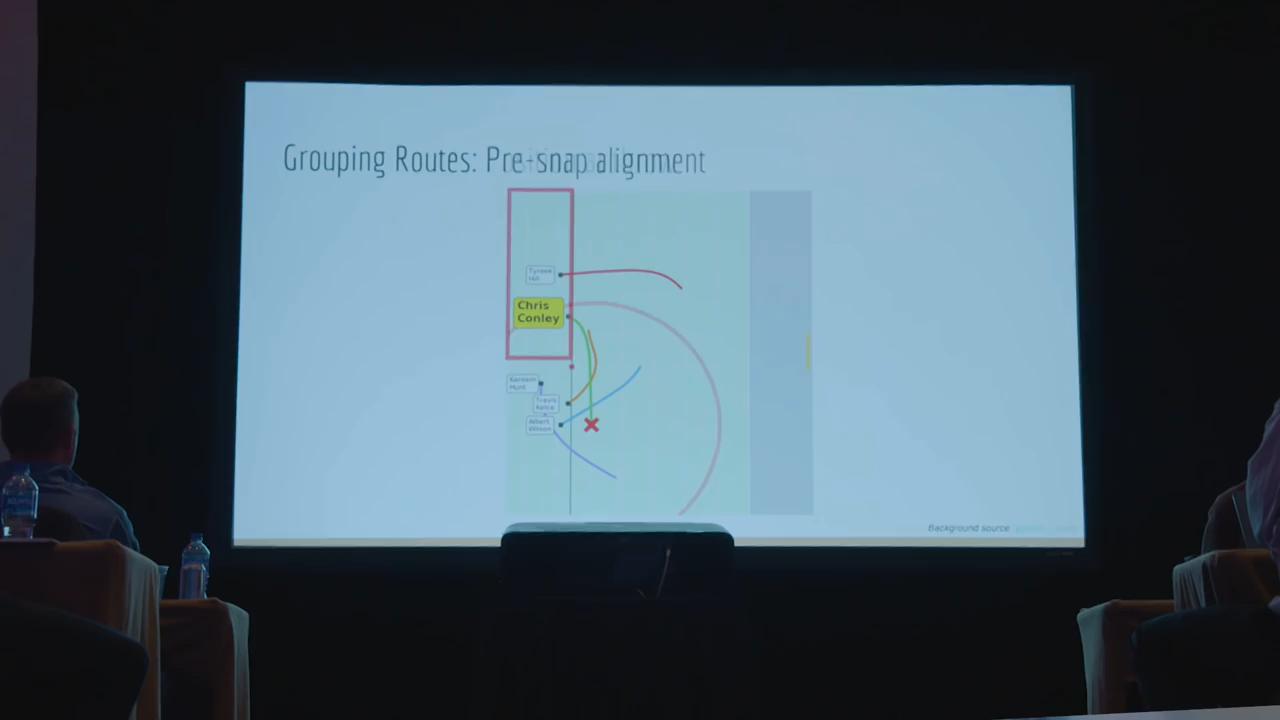 Grouping Routes: Pre-snap alignment
Tyreek
Hill
Chris
Conley
Kareem
Hunt
Travis
Kelce
Albert
Wilson
Background source